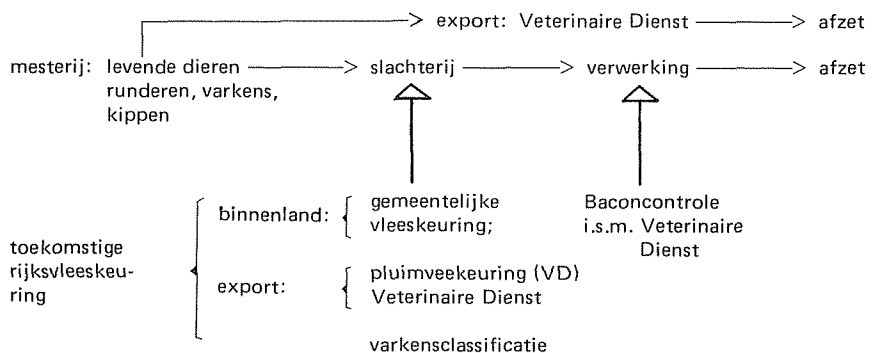 export: Veterinaire Dienst afzet
mesterij: levende dieren slachterij verwerking afzet
runderen, varkens,
kippen
binnenland: gemeentelijke
vleeskeuring;
Baconcontrole
i.s.m. Veterinaire
Dienst
toekomstige
rijksvleeskeu-
ring
export: pluimveekeuring (VD)
Veterinaire Dienst
varkensclassificatie